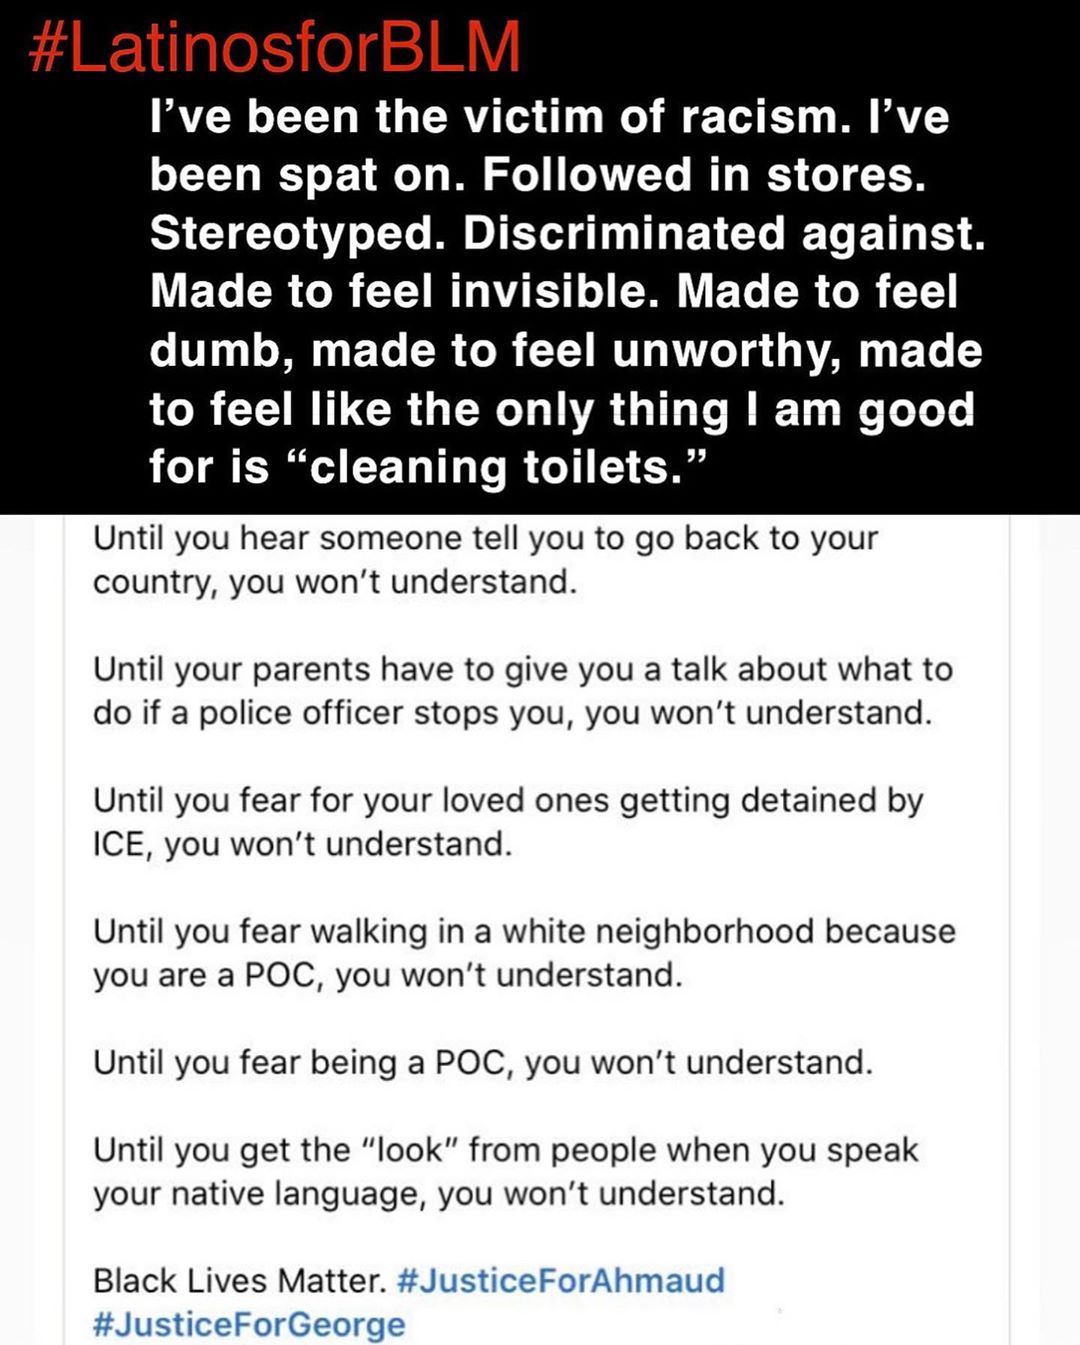 #LatinosforBLM
I’ve been the victim of racism. I’ve
been spat on. Followed in stores.
Stereotyped. Discriminated against.
Made to feel invisible. Made to feel
dumb, made to feel unworthy, made
to feel like the only thing I am good
for is “cleaning toilets.”
Until you hear someone tell you to go back to your
country, you won’t understand.
Until your parents have to give you a talk about what to
do if a police officer stops you, you won’t understand.
Until you fear for your loved ones getting detained by
ICE, you won’t understand.
Until you fear walking in a white neighborhood because
you are a POC, you won’t understand.
Until you fear being a POC, you won’t understand.
Until you get the "look" from people when you speak
your native language, you won’t understand.
Black Lives Matter. #JusticeForAhmaud
#JusticeForGeorge